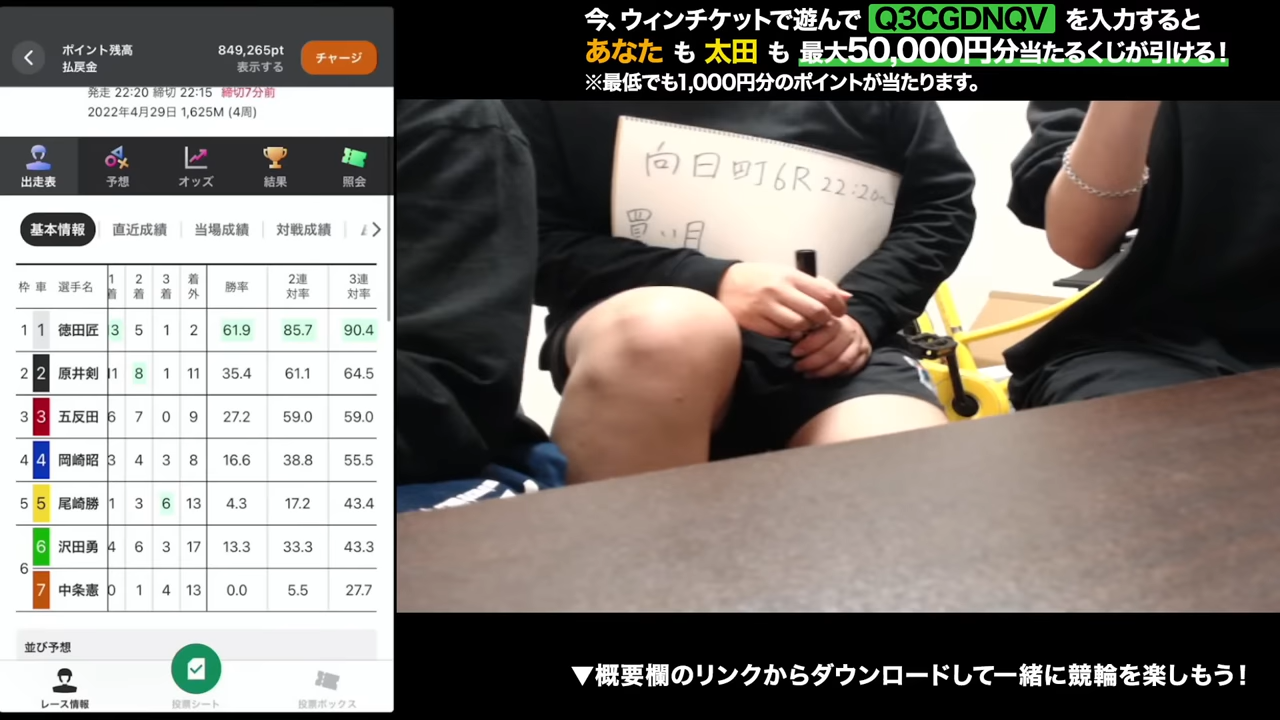 今、ウィンチケットで遊んで Q3CGDNQV を入力すると
あなた も 太田 も 最大50,000円分当たるくじが引ける!
※最低でも1,000円分のポイントが当たります。
ポイント残高 849,265pt チャージ
払戻金 表示する
発走 22:20 締切 22:15 締切7分前
2022年4月29日 1,625M (4周)
出走表 予想 オッズ 結果 照会
基本情報 直近成績 当場成績 対戦成績
枠 車 選手名 1着 2着 3着 着外 勝率 2連対率 3連対率
1 1 徳田匠 13 5 1 2 61.9 85.7 90.4
2 2 原井剣 11 8 1 11 35.4 61.1 64.5
3 3 五反田 6 7 0 9 27.2 59.0 59.0
4 4 岡崎昭 3 4 3 8 16.6 38.8 55.5
5 5 尾崎勝 1 3 6 13 4.3 17.2 43.4
6 6 沢田勇 4 6 3 17 13.3 33.3 43.3
7 中条憲 0 1 4 13 0.0 5.5 27.7
並び予想
レース情報 投票シート 投票ボックス
向日町6R 22:20~
買い目
▼概要欄のリンクからダウンロードして一緒に競輪を楽しもう!